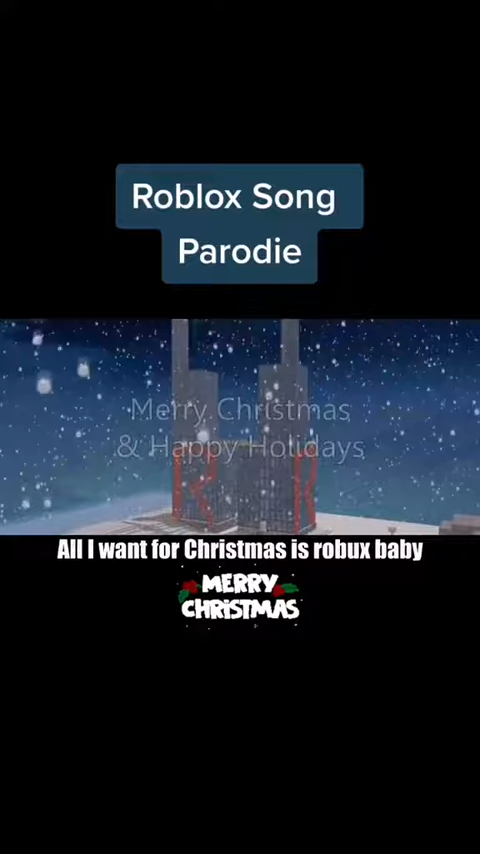 Roblox Song
Parodie
Merry Christmas
& Happy Holidays
R R
All I want for Christmas is robux baby
MERRY
CHRISTMAS